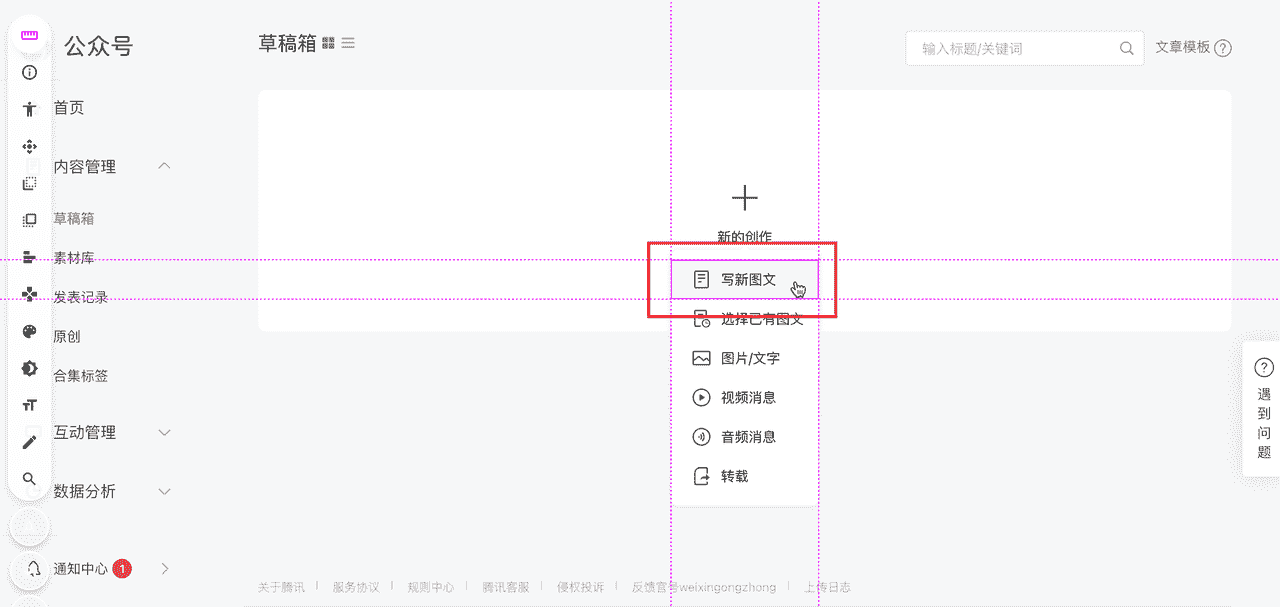 公众号
首页
内容管理
草稿箱
素材库
发表记录
原创
合集标签
互动管理
数据分析
通知中心 1
草稿箱
输入标题/关键词
文章模板
新的创作
写新图文
选择已有图文
图片/文字
视频消息
音频消息
转载
遇到问题
关于腾讯 服务协议 规则中心 腾讯客服 侵权投诉 反馈官号weixingongzhong 上传日志